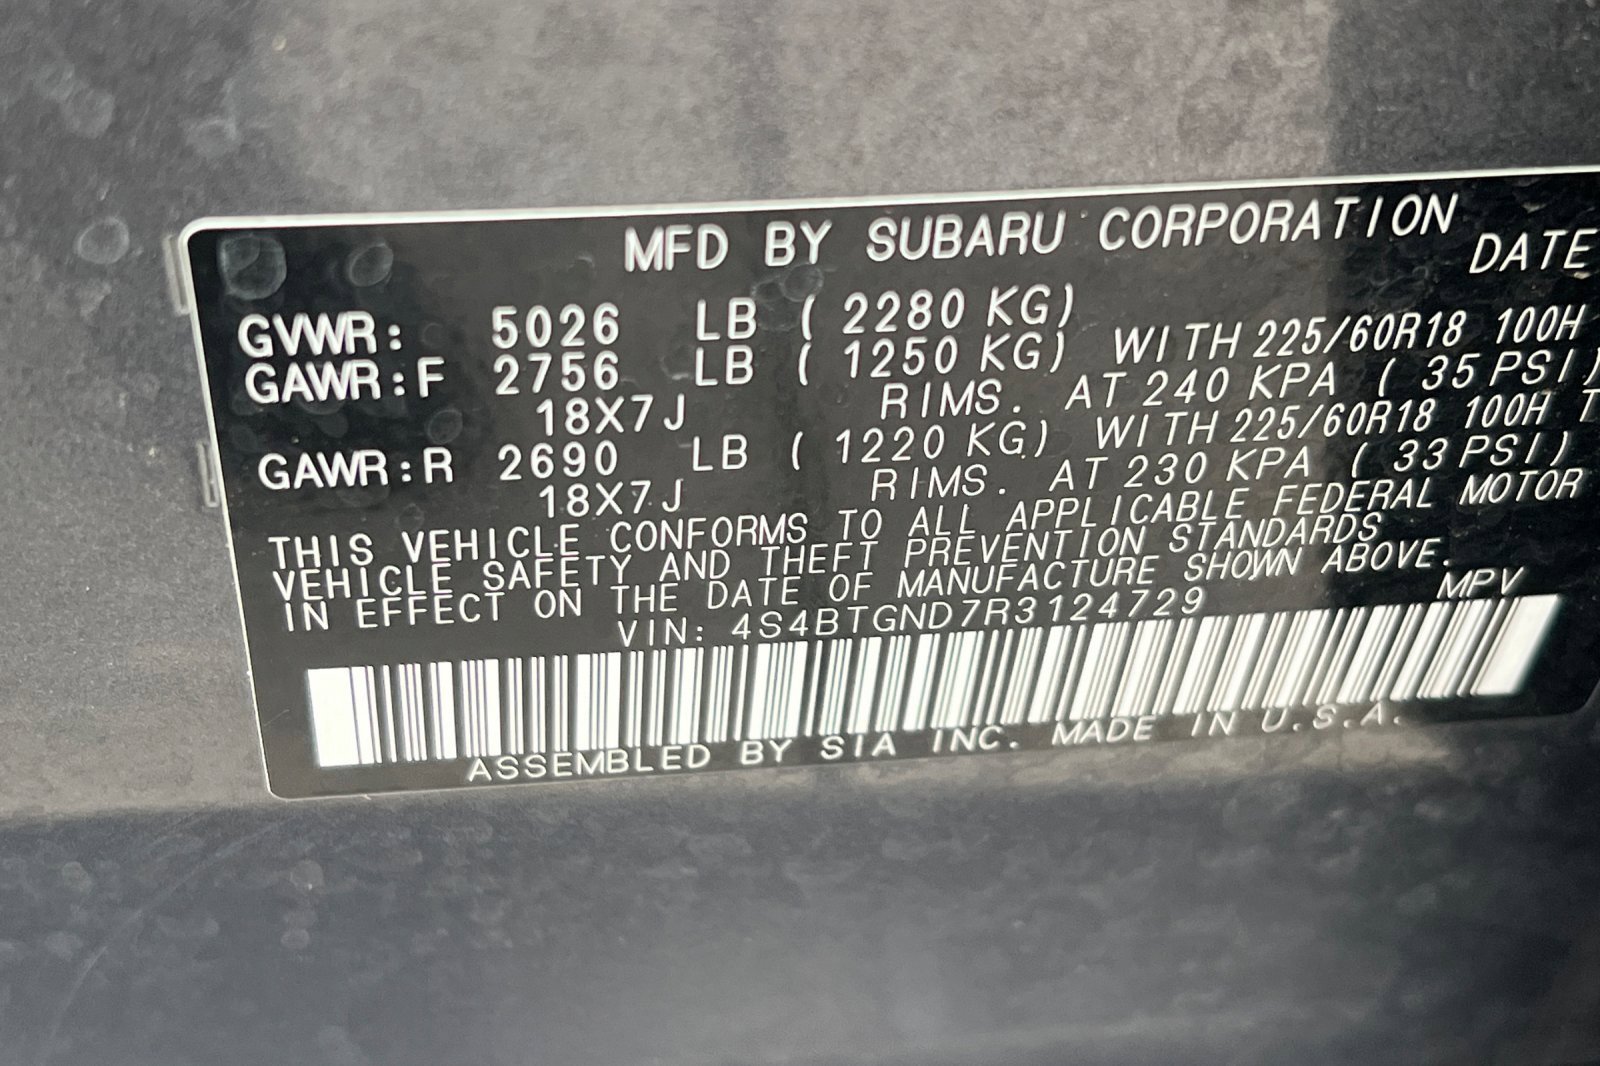 MFD BY SUBARU CORPORATION
DATE
GVWR: 5026 LB ( 2280 KG)
GAWR:F 2756 LB ( 1250 KG) WITH 225/60R18 100H
18X7J RIMS. AT 240 KPA ( 35 PSI)
GAWR:R 2690 LB ( 1220 KG) WITH 225/60R18 100H
18X7J RIMS. AT 230 KPA ( 33 PSI)
THIS VEHICLE CONFORMS TO ALL APPLICABLE FEDERAL MOTOR
VEHICLE SAFETY AND THEFT PREVENTION STANDARDS
IN EFFECT ON THE DATE OF MANUFACTURE SHOWN ABOVE.
VIN: 4S4BTGND7R3124729 MPV
ASSEMBLED BY SIA INC. MADE IN U.S.A.